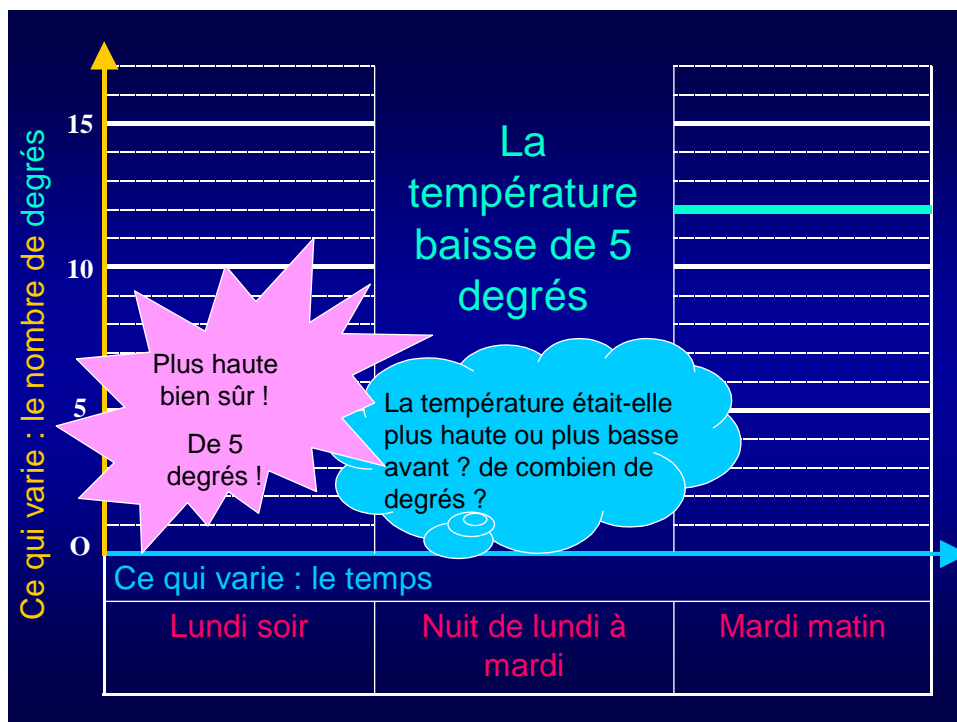 Ce qui varie : le nombre de degrés
15
10
5
O
La
température
baisse de 5
degrés
Plus haute
bien sûr !
De 5
degrés !
La température était-elle
plus haute ou plus basse
avant ? de combien de
degrés ?
Ce qui varie : le temps
Lundi soir
Nuit de lundi à
mardi
Mardi matin